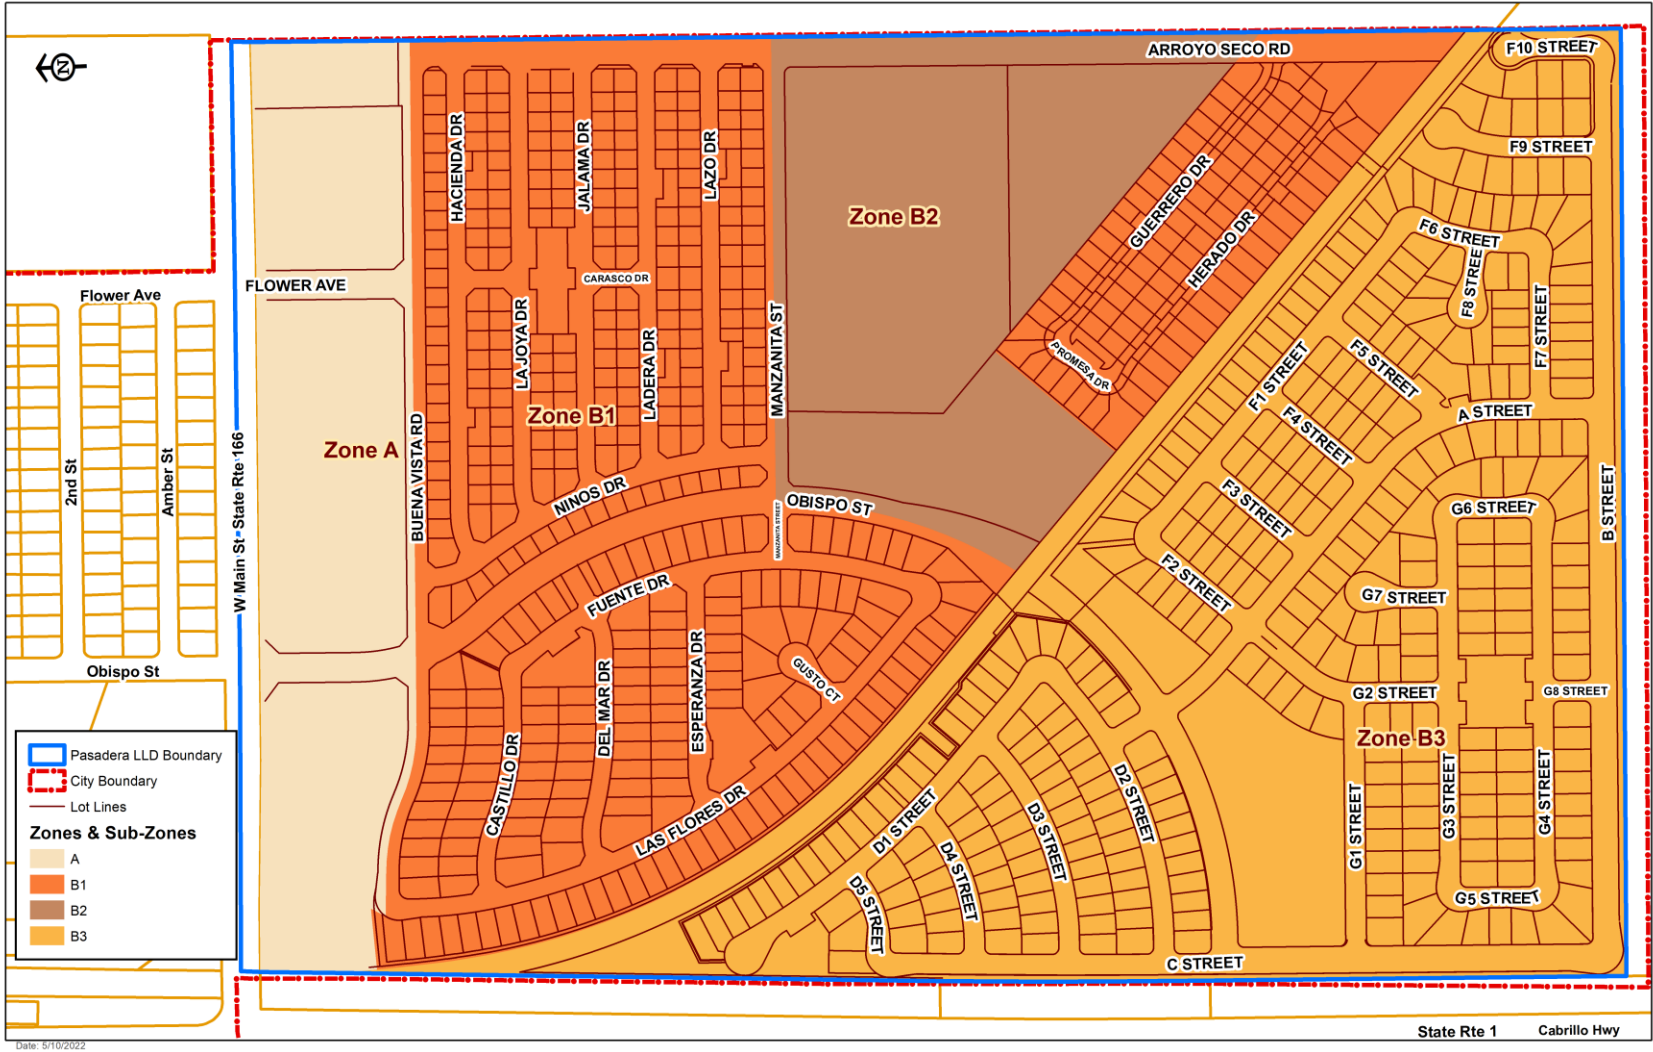 N
ARROYO SECO RD
F10 STREET
HACIENDA DR
JALAMA DR
LAZO DR
F9 STREET
GUERRERO DR
Zone B2
HERADO DR
F6 STREET
F8 STREET
F7 STREET
CARASCO DR
FLOWER AVE
Flower Ave
LA JOYA DR
LADERA DR
MANZANITA ST
PROMESA DR
F1 STREET
F5 STREET
Zone B1
A STREET
F4 STREET
Zone A
BUENA VISTA RD
2nd St
Amber St
W Main St State Rte 166
NINOS DR
OBISPO ST
MANZANITA STREET
F3 STREET
G6 STREET
B STREET
F2 STREET
FUENTE DR
G7 STREET
Obispo St
DEL MAR DR
ESPERANZA DR
GUSTO CT
G2 STREET
G8 STREET
Zone B3
CASTILLO DR
LAS FLORES DR
D1 STREET
D2 STREET
D3 STREET
D4 STREET
D5 STREET
G1 STREET
G3 STREET
G4 STREET
G5 STREET
C STREET
Pasadera LLD Boundary
City Boundary
Lot Lines
Zones & Sub-Zones
A
B1
B2
B3
State Rte 1
Cabrillo Hwy
Date: 5/10/2022